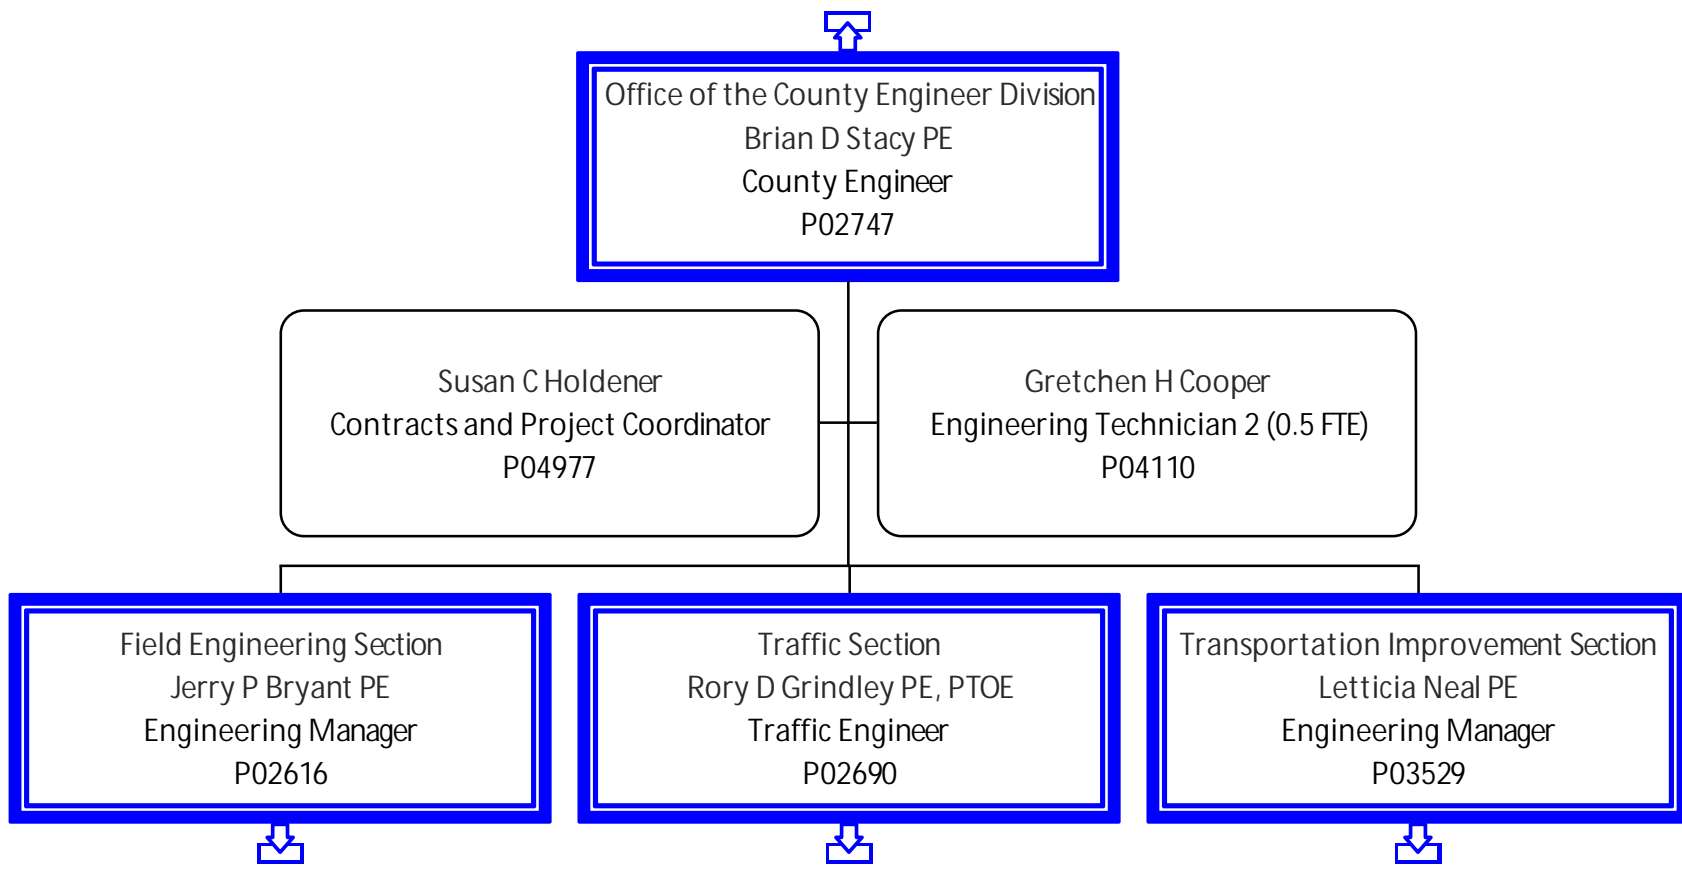 Office of the County Engineer Division
Brian D Stacy PE
County Engineer
P02747
Susan C Holdener
Contracts and Project Coordinator
P04977
Gretchen H Cooper
Engineering Technician 2 (0.5 FTE)
P04110
Field Engineering Section
Jerry P Bryant PE
Engineering Manager
P02616
Traffic Section
Rory D Grindley PE, PTOE
Traffic Engineer
P02690
Transportation Improvement Section
Letticia Neal PE
Engineering Manager
P03529